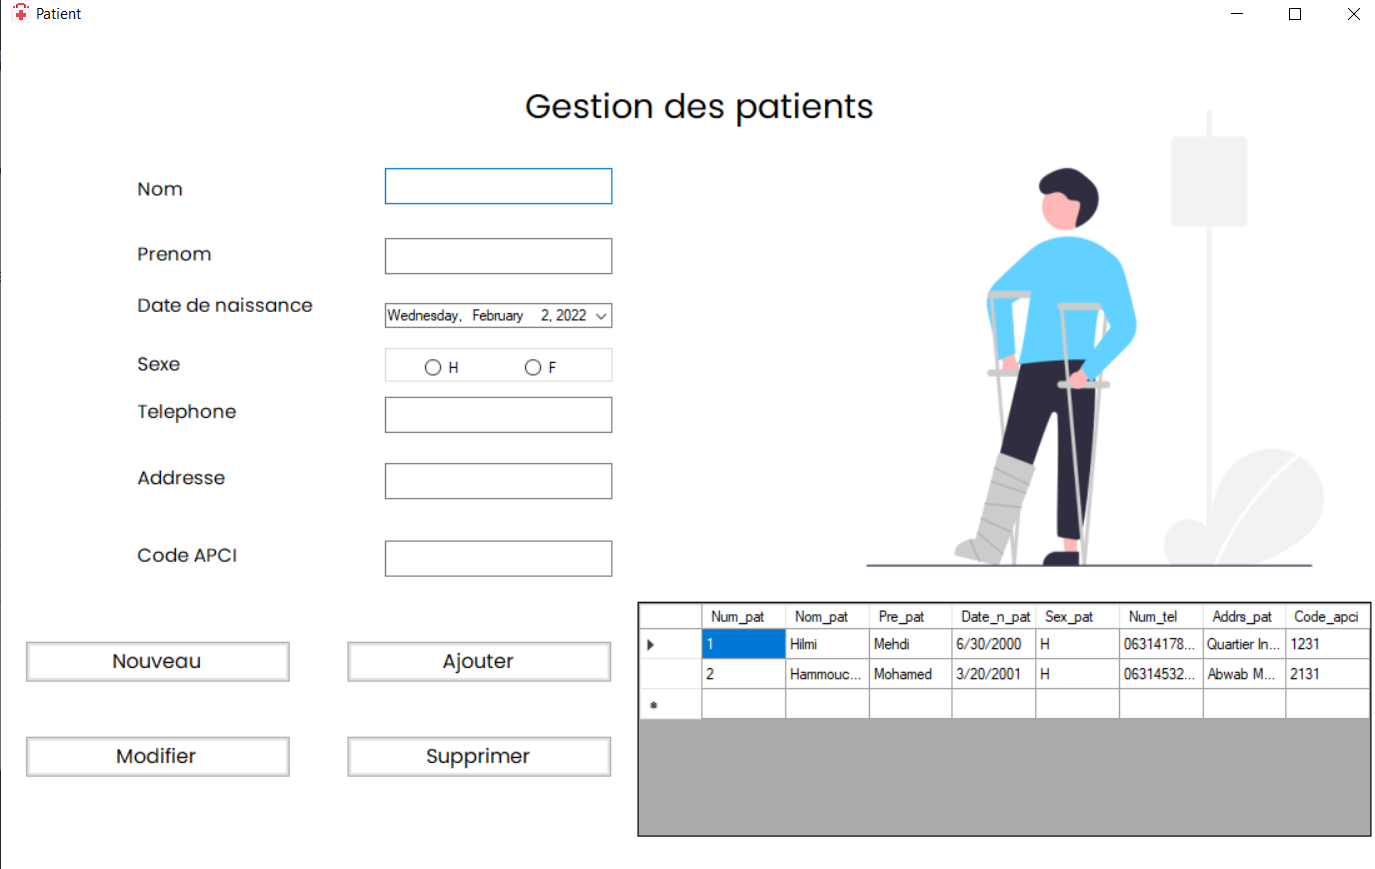 Patient
Gestion des patients
Nom
Prenom
Date de naissance
Wednesday, February 2, 2022
Sexe
H F
Telephone
Addresse
Code APCI
Nouveau Ajouter
Modifier Supprimer
Num_pat Nom_pat Pre_pat Date_n_pat Sex_pat Num_tel Addrs_pat Code_apci
1 Hilmi Mehdi 6/30/2000 H 06314178... Quartier In... 1231
2 Hammouc... Mohamed 3/20/2001 H 06314532... Abwab M... 2131